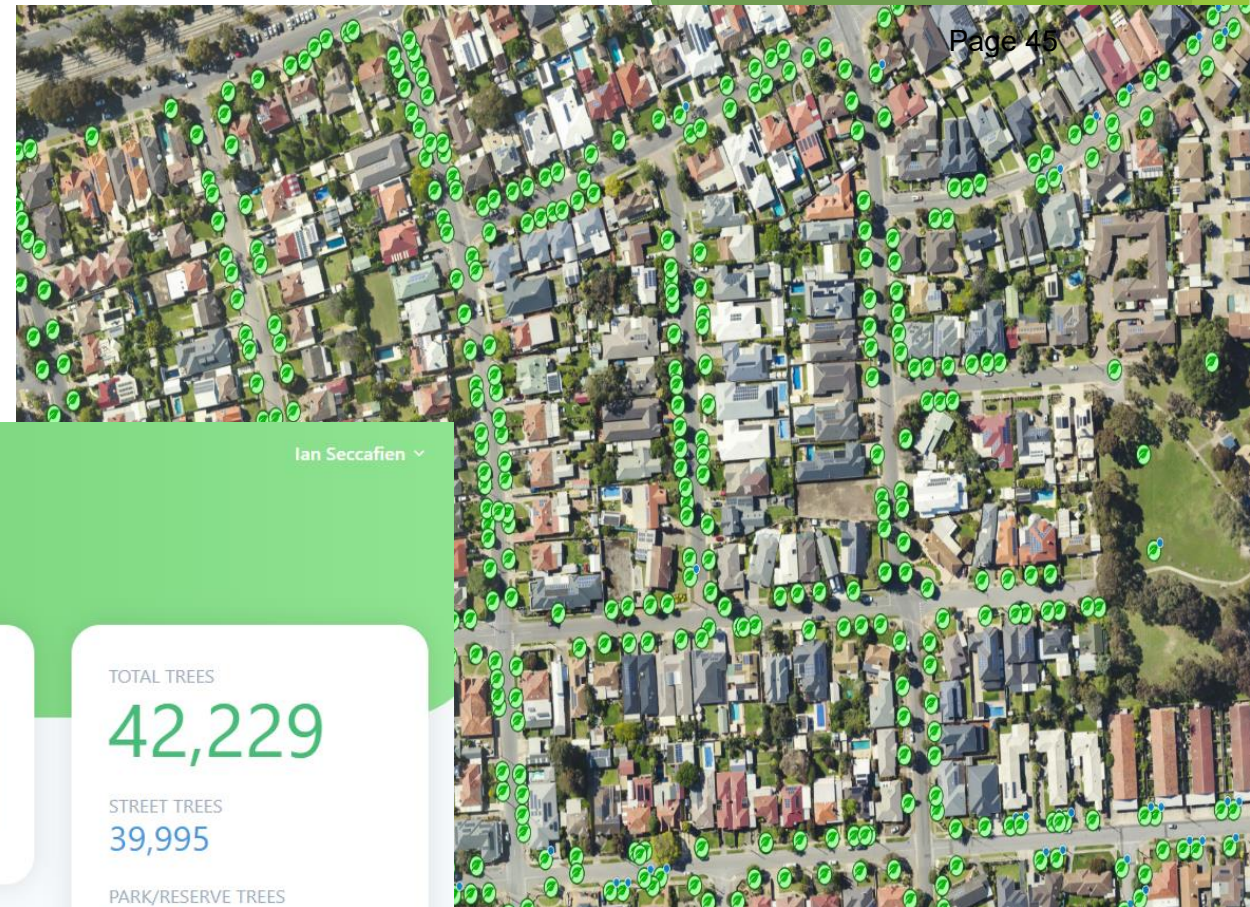 Page 45
Ian Seccafien
TOTAL TREES
42,229
STREET TREES
39,995
PARK/RESERVE TREES